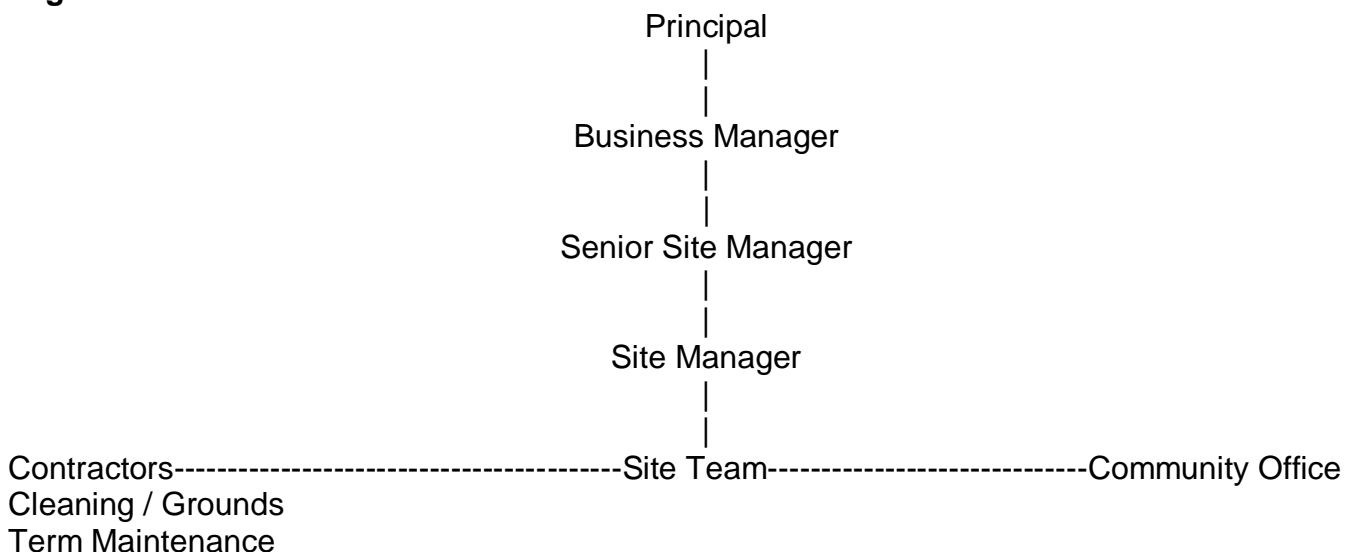 Principal
|
|
Business Manager
|
|
Senior Site Manager
|
|
Site Manager
|
|
Contractors----------------------------------------Site Team------------------------------Community Office
Cleaning / Grounds
Term Maintenance